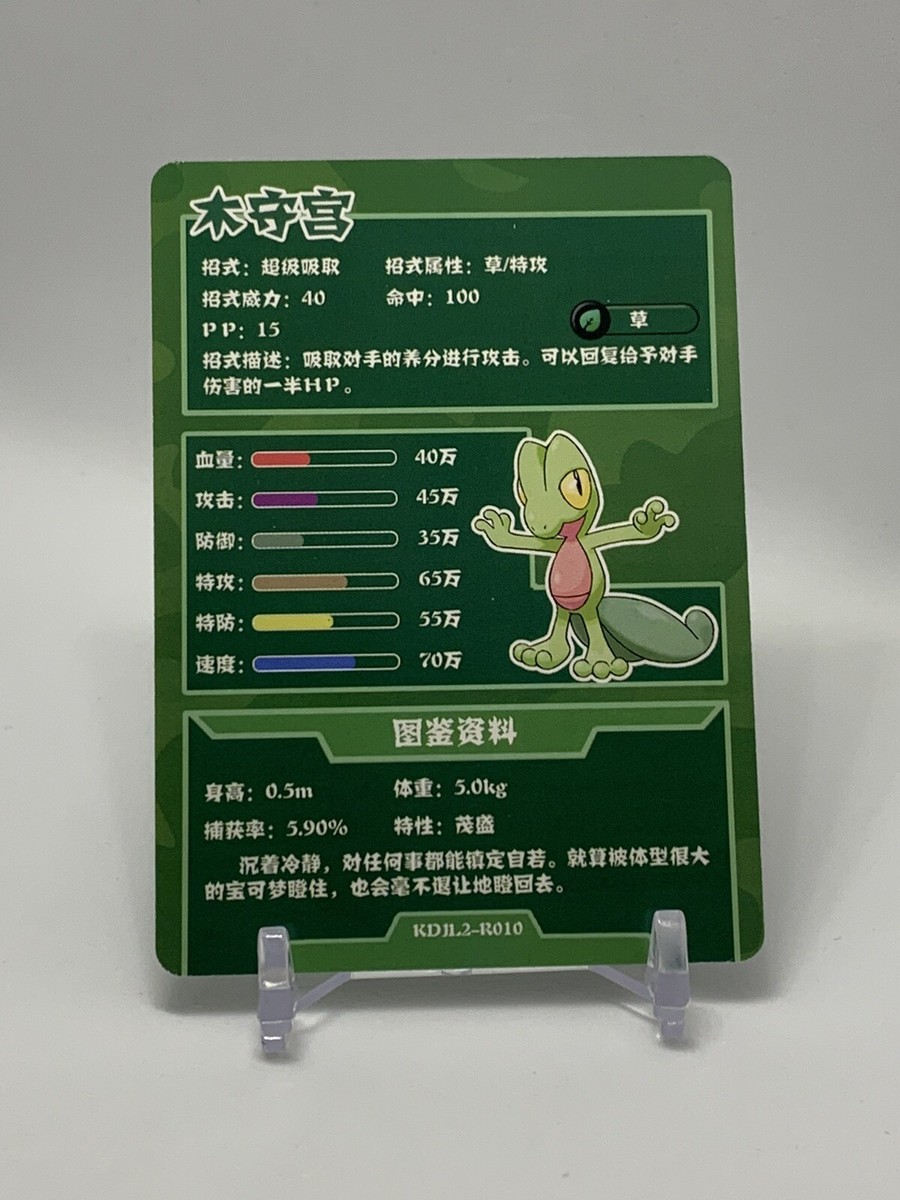 木守宫
招式：超级吸取 招式属性：草/特攻
招式威力：40 命中：100
PP：15
草
招式描述：吸取对手的养分进行攻击。可以回复给予对手
伤害的一半HP。
血量： 40万
攻击： 45万
防御： 35万
特攻： 65万
特防： 55万
速度： 70万
图鉴资料
身高：0.5m 体重：5.0kg
捕获率：5.90% 特性：茂盛
沉着冷静，对任何事都能镇定自若。就算被体型很大
的宝可梦瞪住，也会毫不退让地瞪回去。
KDJL2-R010